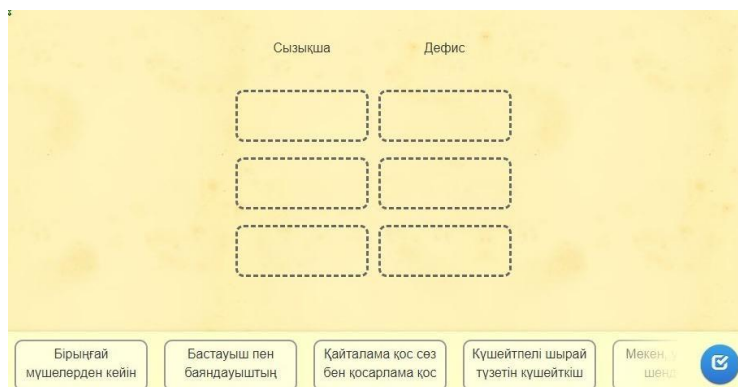 Сызықша Дефис
Бірыңғай
мүшелерден кейін
Бастауыш пен
баяндауыштың
Қайталама қос сөз
бен қосарлама қос
Күшейтпелі шырай
түзетін күшейткіш
Мекен,